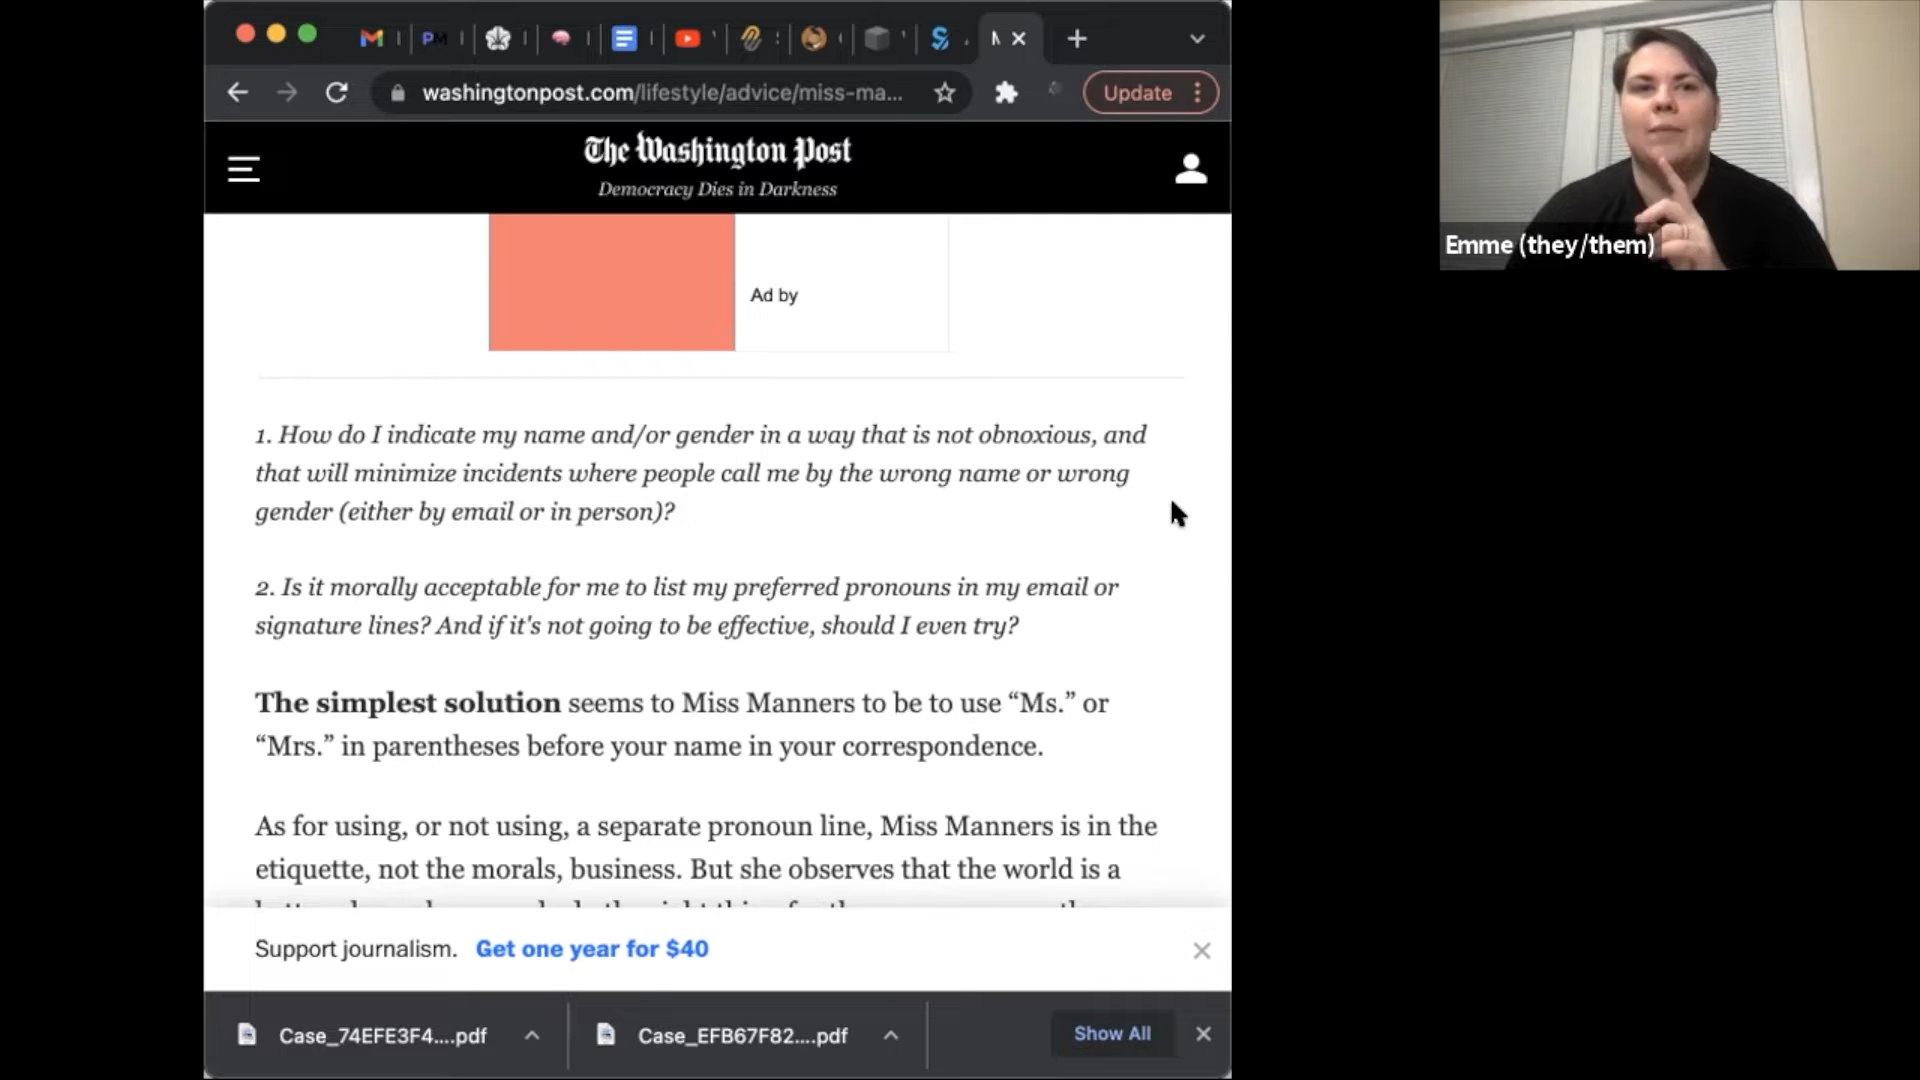 washingtonpost.com/lifestyle/advice/miss-ma...
Update
The Washington Post
Democracy Dies in Darkness
Emme (they/them)
Ad by
1. How do I indicate my name and/or gender in a way that is not obnoxious, and
that will minimize incidents where people call me by the wrong name or wrong
gender (either by email or in person)?
2. Is it morally acceptable for me to list my preferred pronouns in my email or
signature lines? And if it's not going to be effective, should I even try?
The simplest solution seems to Miss Manners to be to use “Ms.” or
“Mrs.” in parentheses before your name in your correspondence.
As for using, or not using, a separate pronoun line, Miss Manners is in the
etiquette, not the morals, business. But she observes that the world is a
Support journalism. Get one year for $40
Case_74EFE3F4....pdf
Case_EFB67F82....pdf
Show All